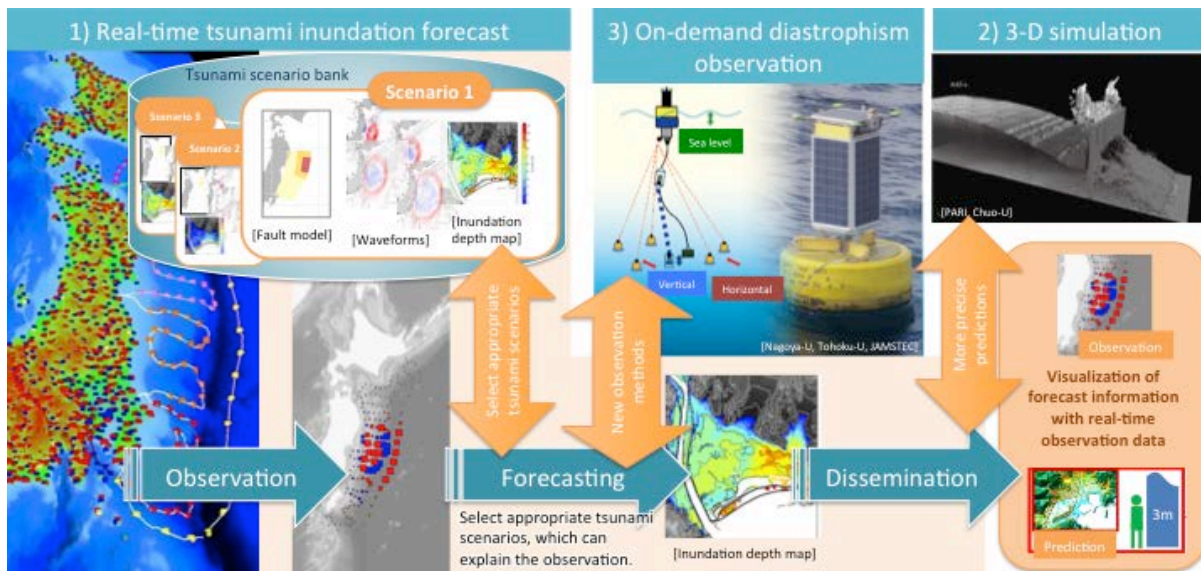 1) Real-time tsunami inundation forecast
Tsunami scenario bank
Scenario 3
Scenario 2
Scenario 1
[Fault model]
[Waveforms]
[Inundation
depth map]
Select appropriate
tsunami scenarios
Observation
Forecasting
Select appropriate tsunami
scenarios, which can
explain the observation.
3) On-demand diastrophism
observation
Sea level
Vertical
Horizontal
[Nagoya-U, Tohoku-U, JAMSTEC]
New observation
methods
[Inundation depth map]
Dissemination
2) 3-D simulation
[PARI, Chuo-U]
More precise
predictions
Observation
Visualization of
forecast information
with real-time
observation data
Prediction
3m